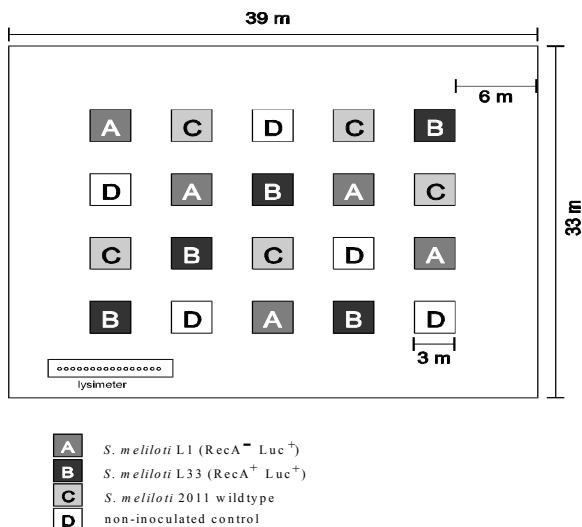 39 m
6 m
A C D C B
D A B A C
33 m
C B C D A
B D A B D
3 m
lysimeter
A S. meliloti L1 (RecA⁻ Luc⁺)
B S. meliloti L33 (RecA⁺ Luc⁺)
C S. meliloti 2011 wildtype
D non-inoculated control